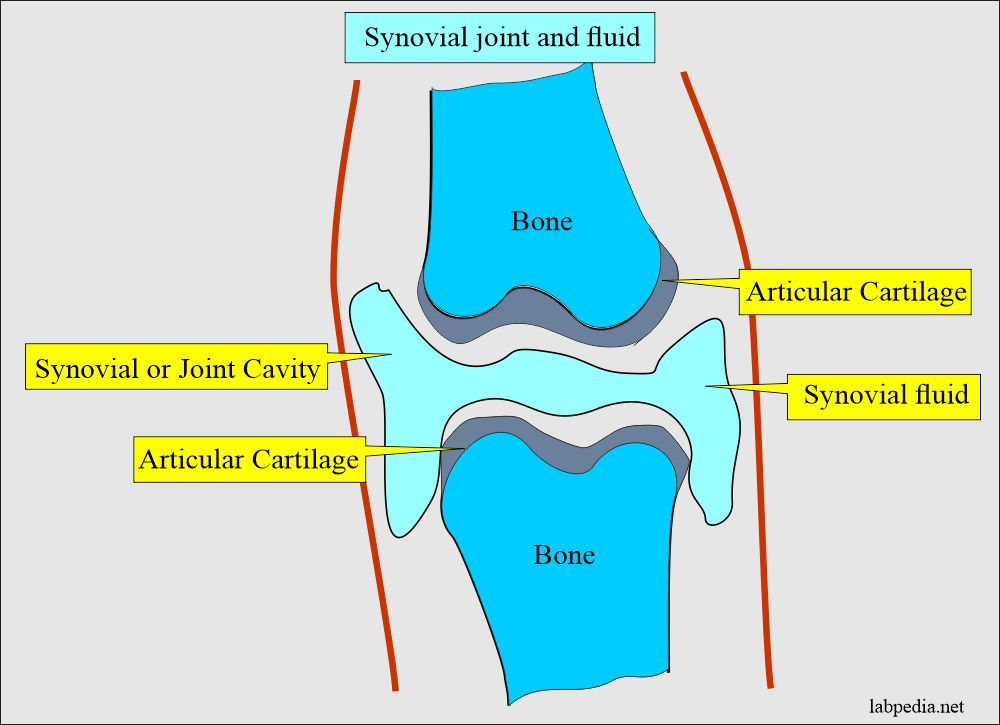 Synovial joint and fluid
Bone
Articular Cartilage
Synovial or Joint Cavity
Synovial fluid
Articular Cartilage
Bone
labpedia.net